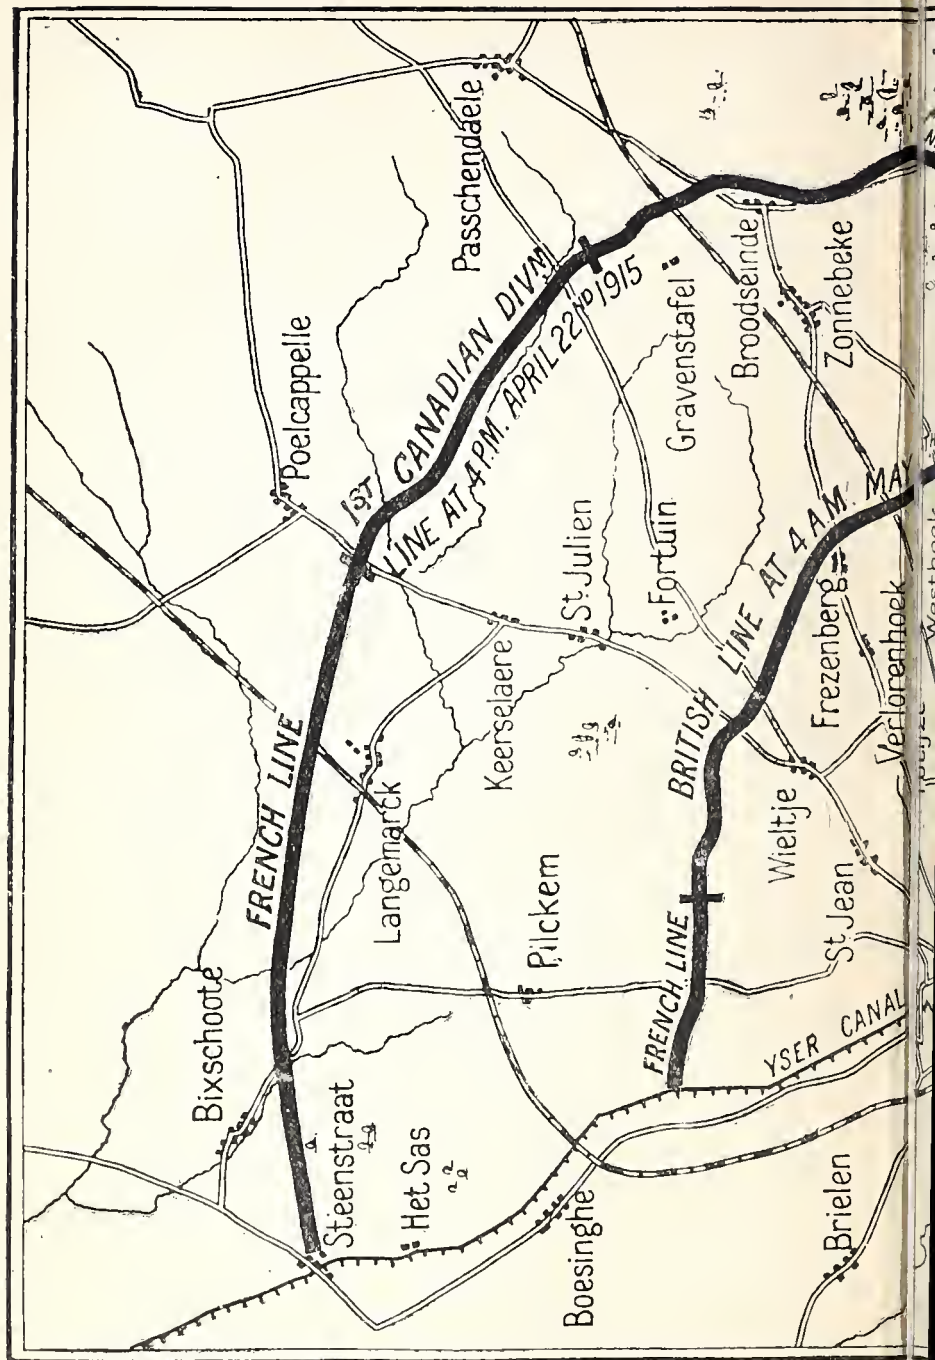 Bixschoote
FRENCH LINE
Poelcappelle
Steenstraat
1ST CANADIAN DIVN
Langemarck
Het Sas
LINE AT 4 P.M. APRIL 22ND 1915
Passchendaele
Keerselaere
Pilckem
St Julien
Boesinghe
FRENCH LINE
Fortuin
Gravenstafel
BRITISH LINE AT 4 A.M. MAY
Broodseinde
Wieltje
YSER CANAL
Frezenberg
Zonnebeke
Brielen
St Jean
Verlorenhoek